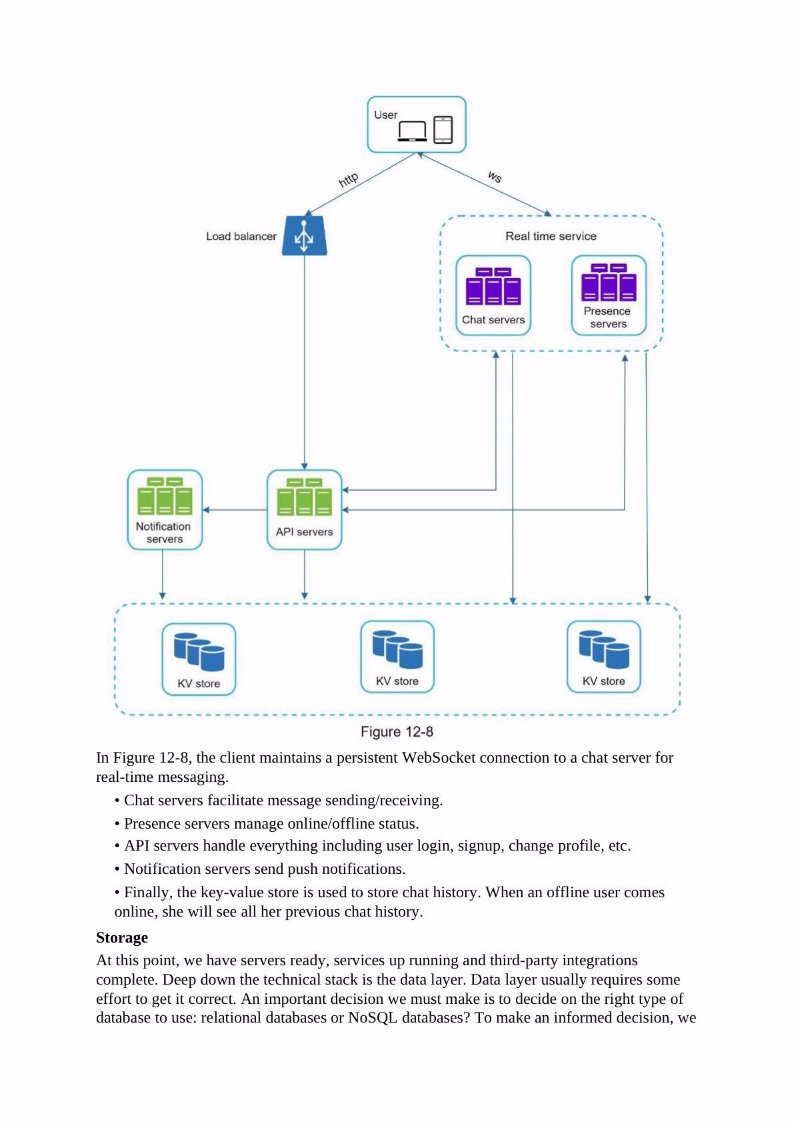 User
http
ws
Load balancer
Real time service
Chat servers
Presence
servers
Notification
servers
API servers
KV store
KV store
KV store
Figure 12-8
In Figure 12-8, the client maintains a persistent WebSocket connection to a chat server for
real-time messaging.
• Chat servers facilitate message sending/receiving.
• Presence servers manage online/offline status.
• API servers handle everything including user login, signup, change profile, etc.
• Notification servers send push notifications.
• Finally, the key-value store is used to store chat history. When an offline user comes
online, she will see all her previous chat history.
Storage
At this point, we have servers ready, services up running and third-party integrations
complete. Deep down the technical stack is the data layer. Data layer usually requires some
effort to get it correct. An important decision we must make is to decide on the right type of
database to use: relational databases or NoSQL databases? To make an informed decision, we